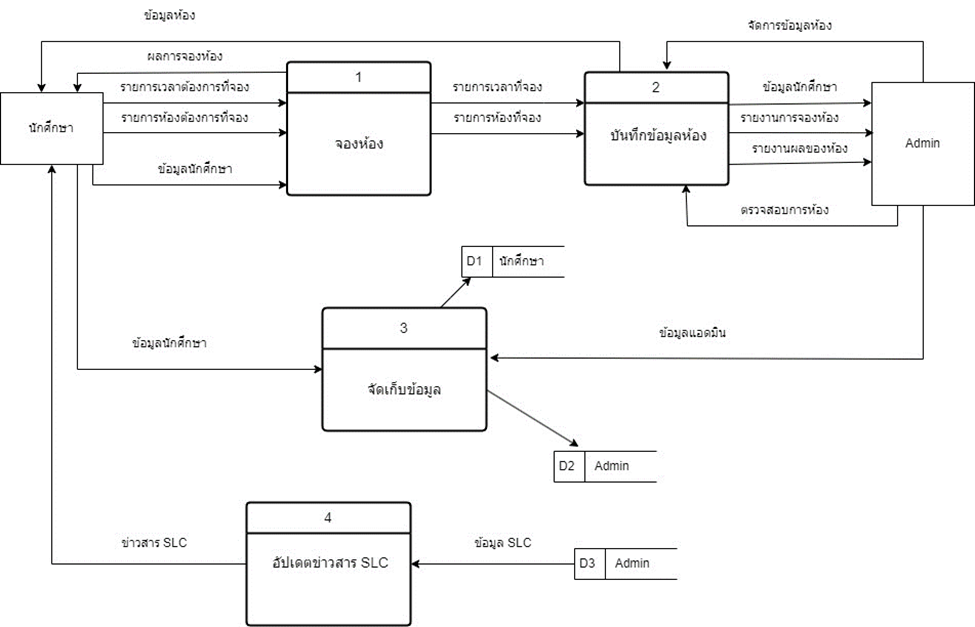 ข้อมูลห้อง
จัดการข้อมูลห้อง
ผลการจองห้อง
1
2
รายการเวลาต้องการที่จอง
รายการเวลาที่จอง
ข้อมูลนักศึกษา
นักศึกษา
รายการห้องต้องการที่จอง
จองห้อง
รายการห้องที่จอง
บันทึกข้อมูลห้อง
รายงานการจองห้อง
Admin
ข้อมูลนักศึกษา
รายงานผลของห้อง
ตรวจสอบการห้อง
D1 นักศึกษา
3
ข้อมูลนักศึกษา
ข้อมูลแอดมิน
จัดเก็บข้อมูล
D2 Admin
4
ข่าวสาร SLC
ข้อมูล SLC
อัปเดตข่าวสาร SLC
D3 Admin